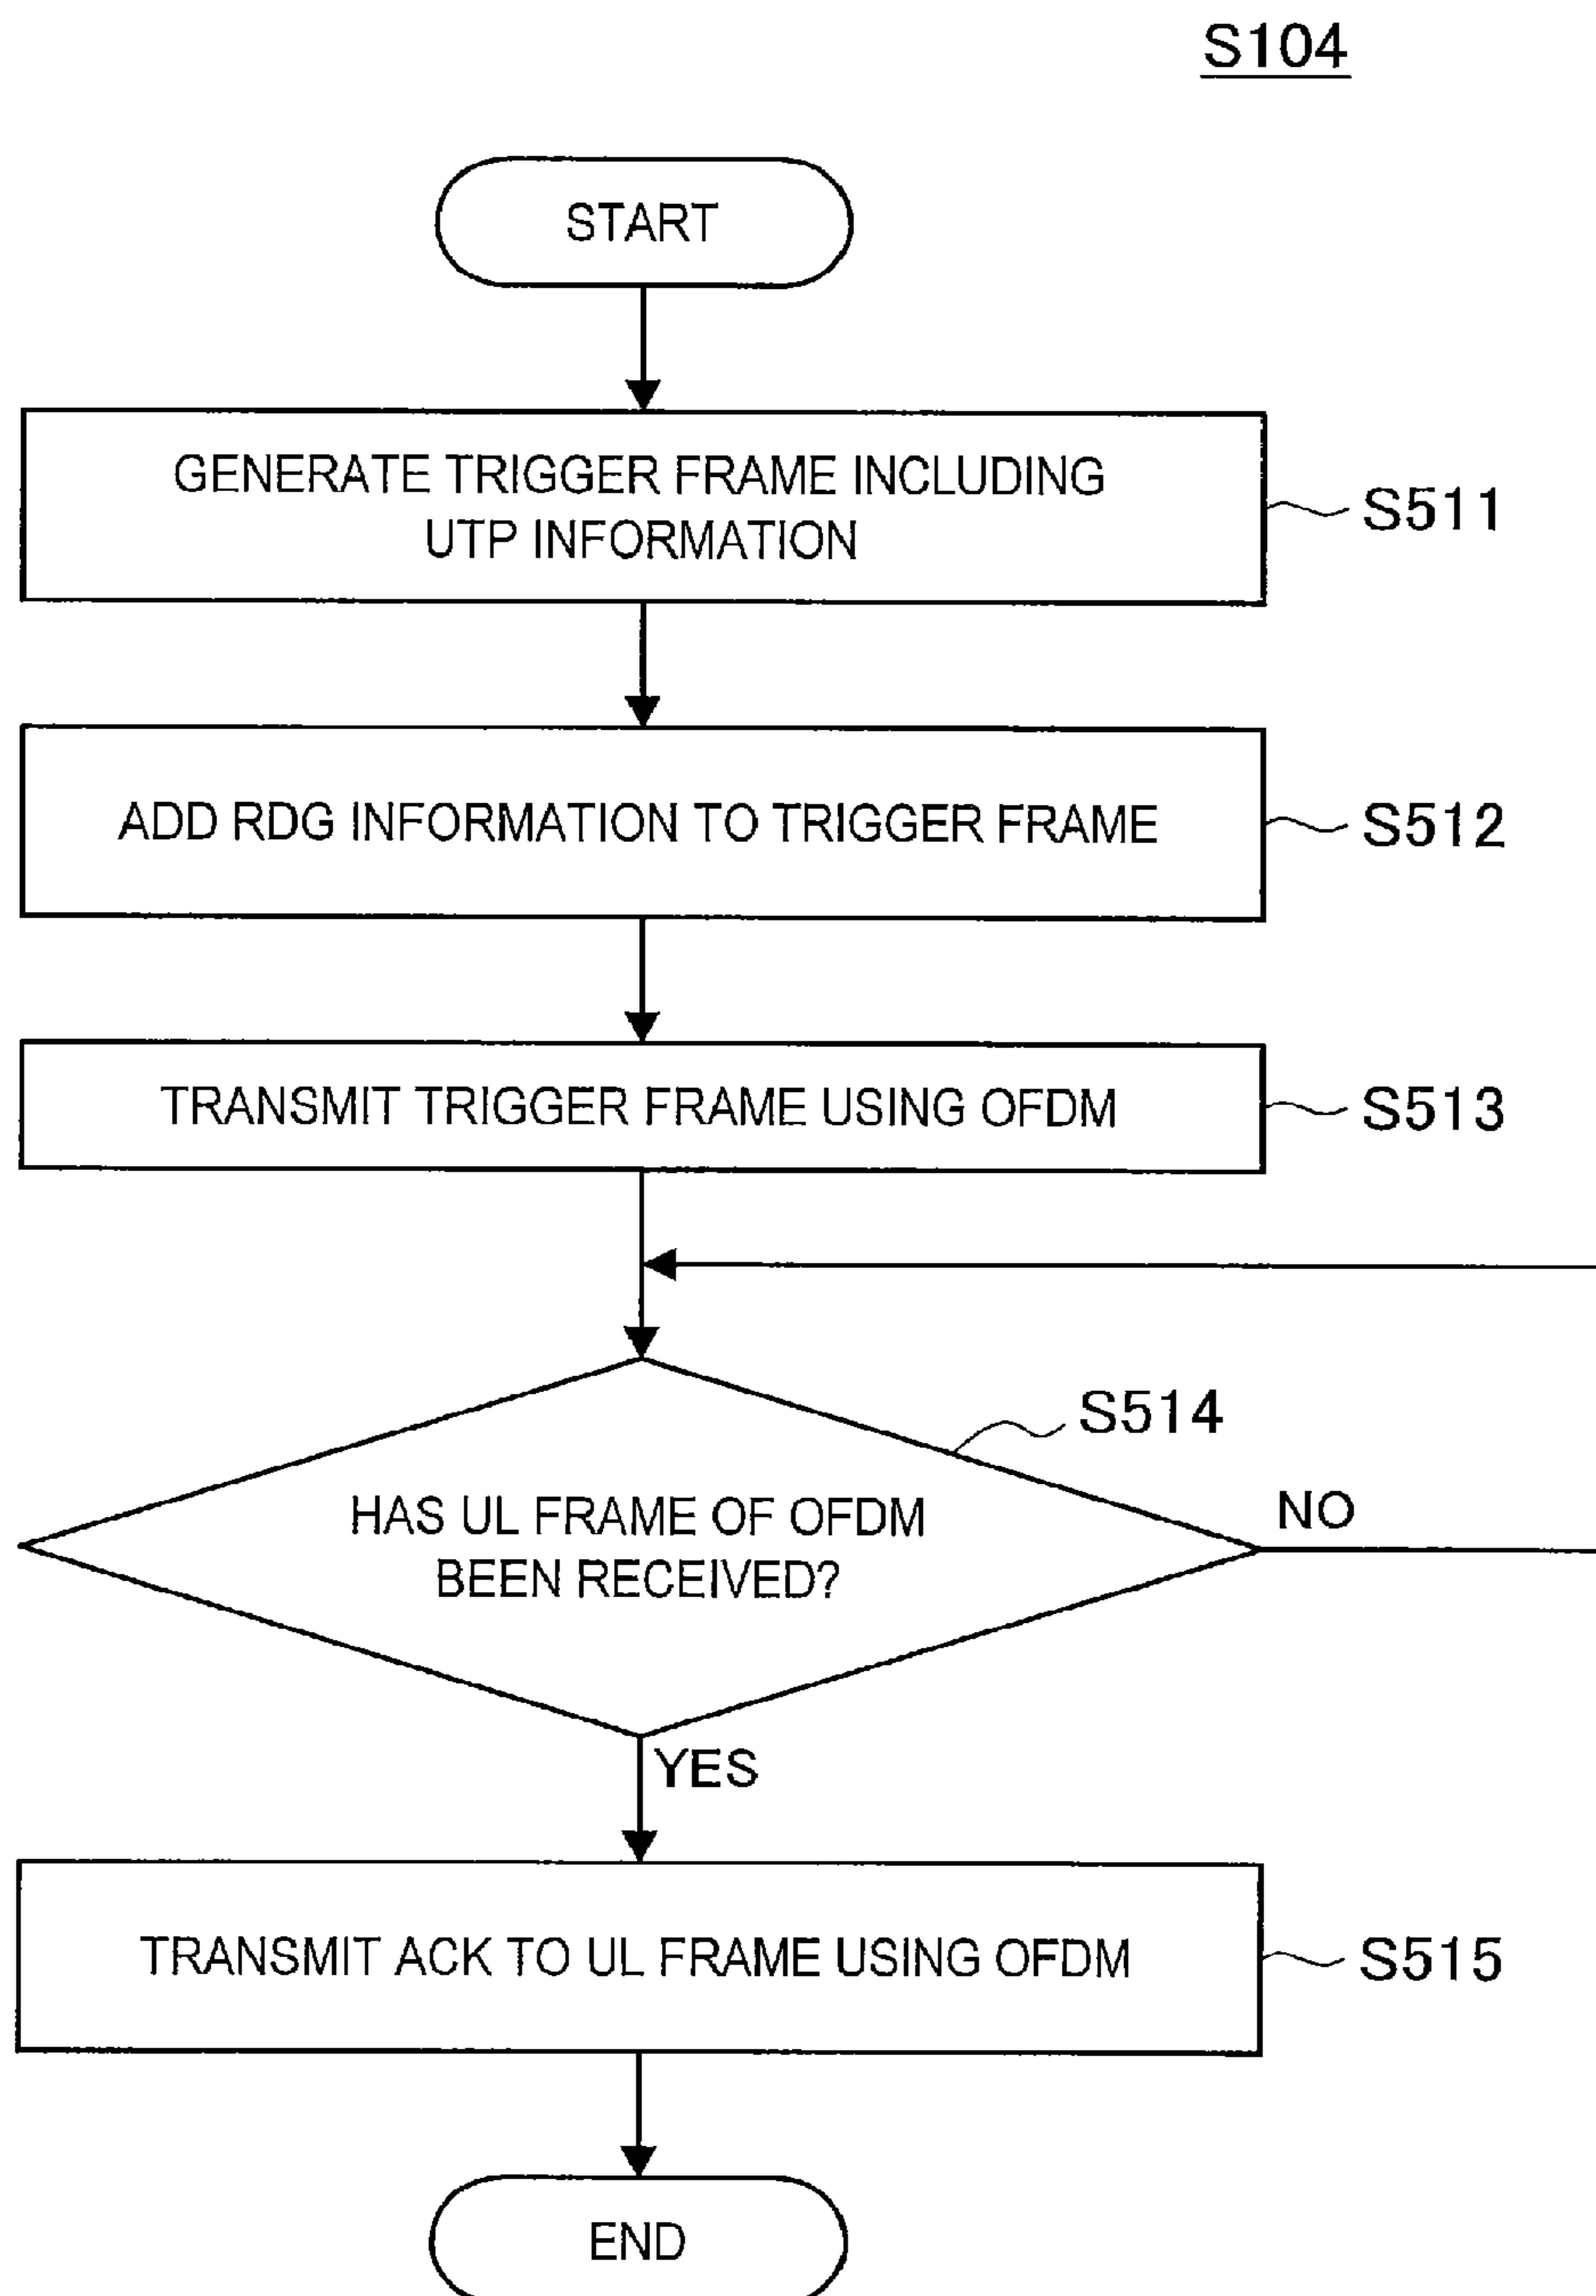 S104
START
GENERATE TRIGGER FRAME INCLUDING
UTP INFORMATION
S511
ADD RDG INFORMATION TO TRIGGER FRAME
S512
TRANSMIT TRIGGER FRAME USING OFDM
S513
S514
HAS UL FRAME OF OFDM
BEEN RECEIVED?
NO
YES
TRANSMIT ACK TO UL FRAME USING OFDM
S515
END